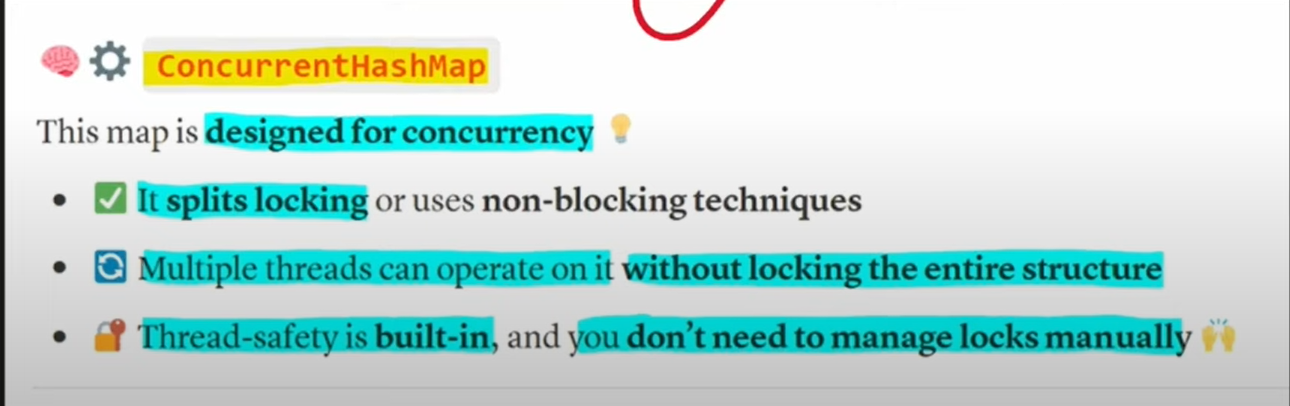 ConcurrentHashMap
This map is designed for concurrency
It splits locking or uses non-blocking techniques
Multiple threads can operate on it without locking the entire structure
Thread-safety is built-in, and you don't need to manage locks manually